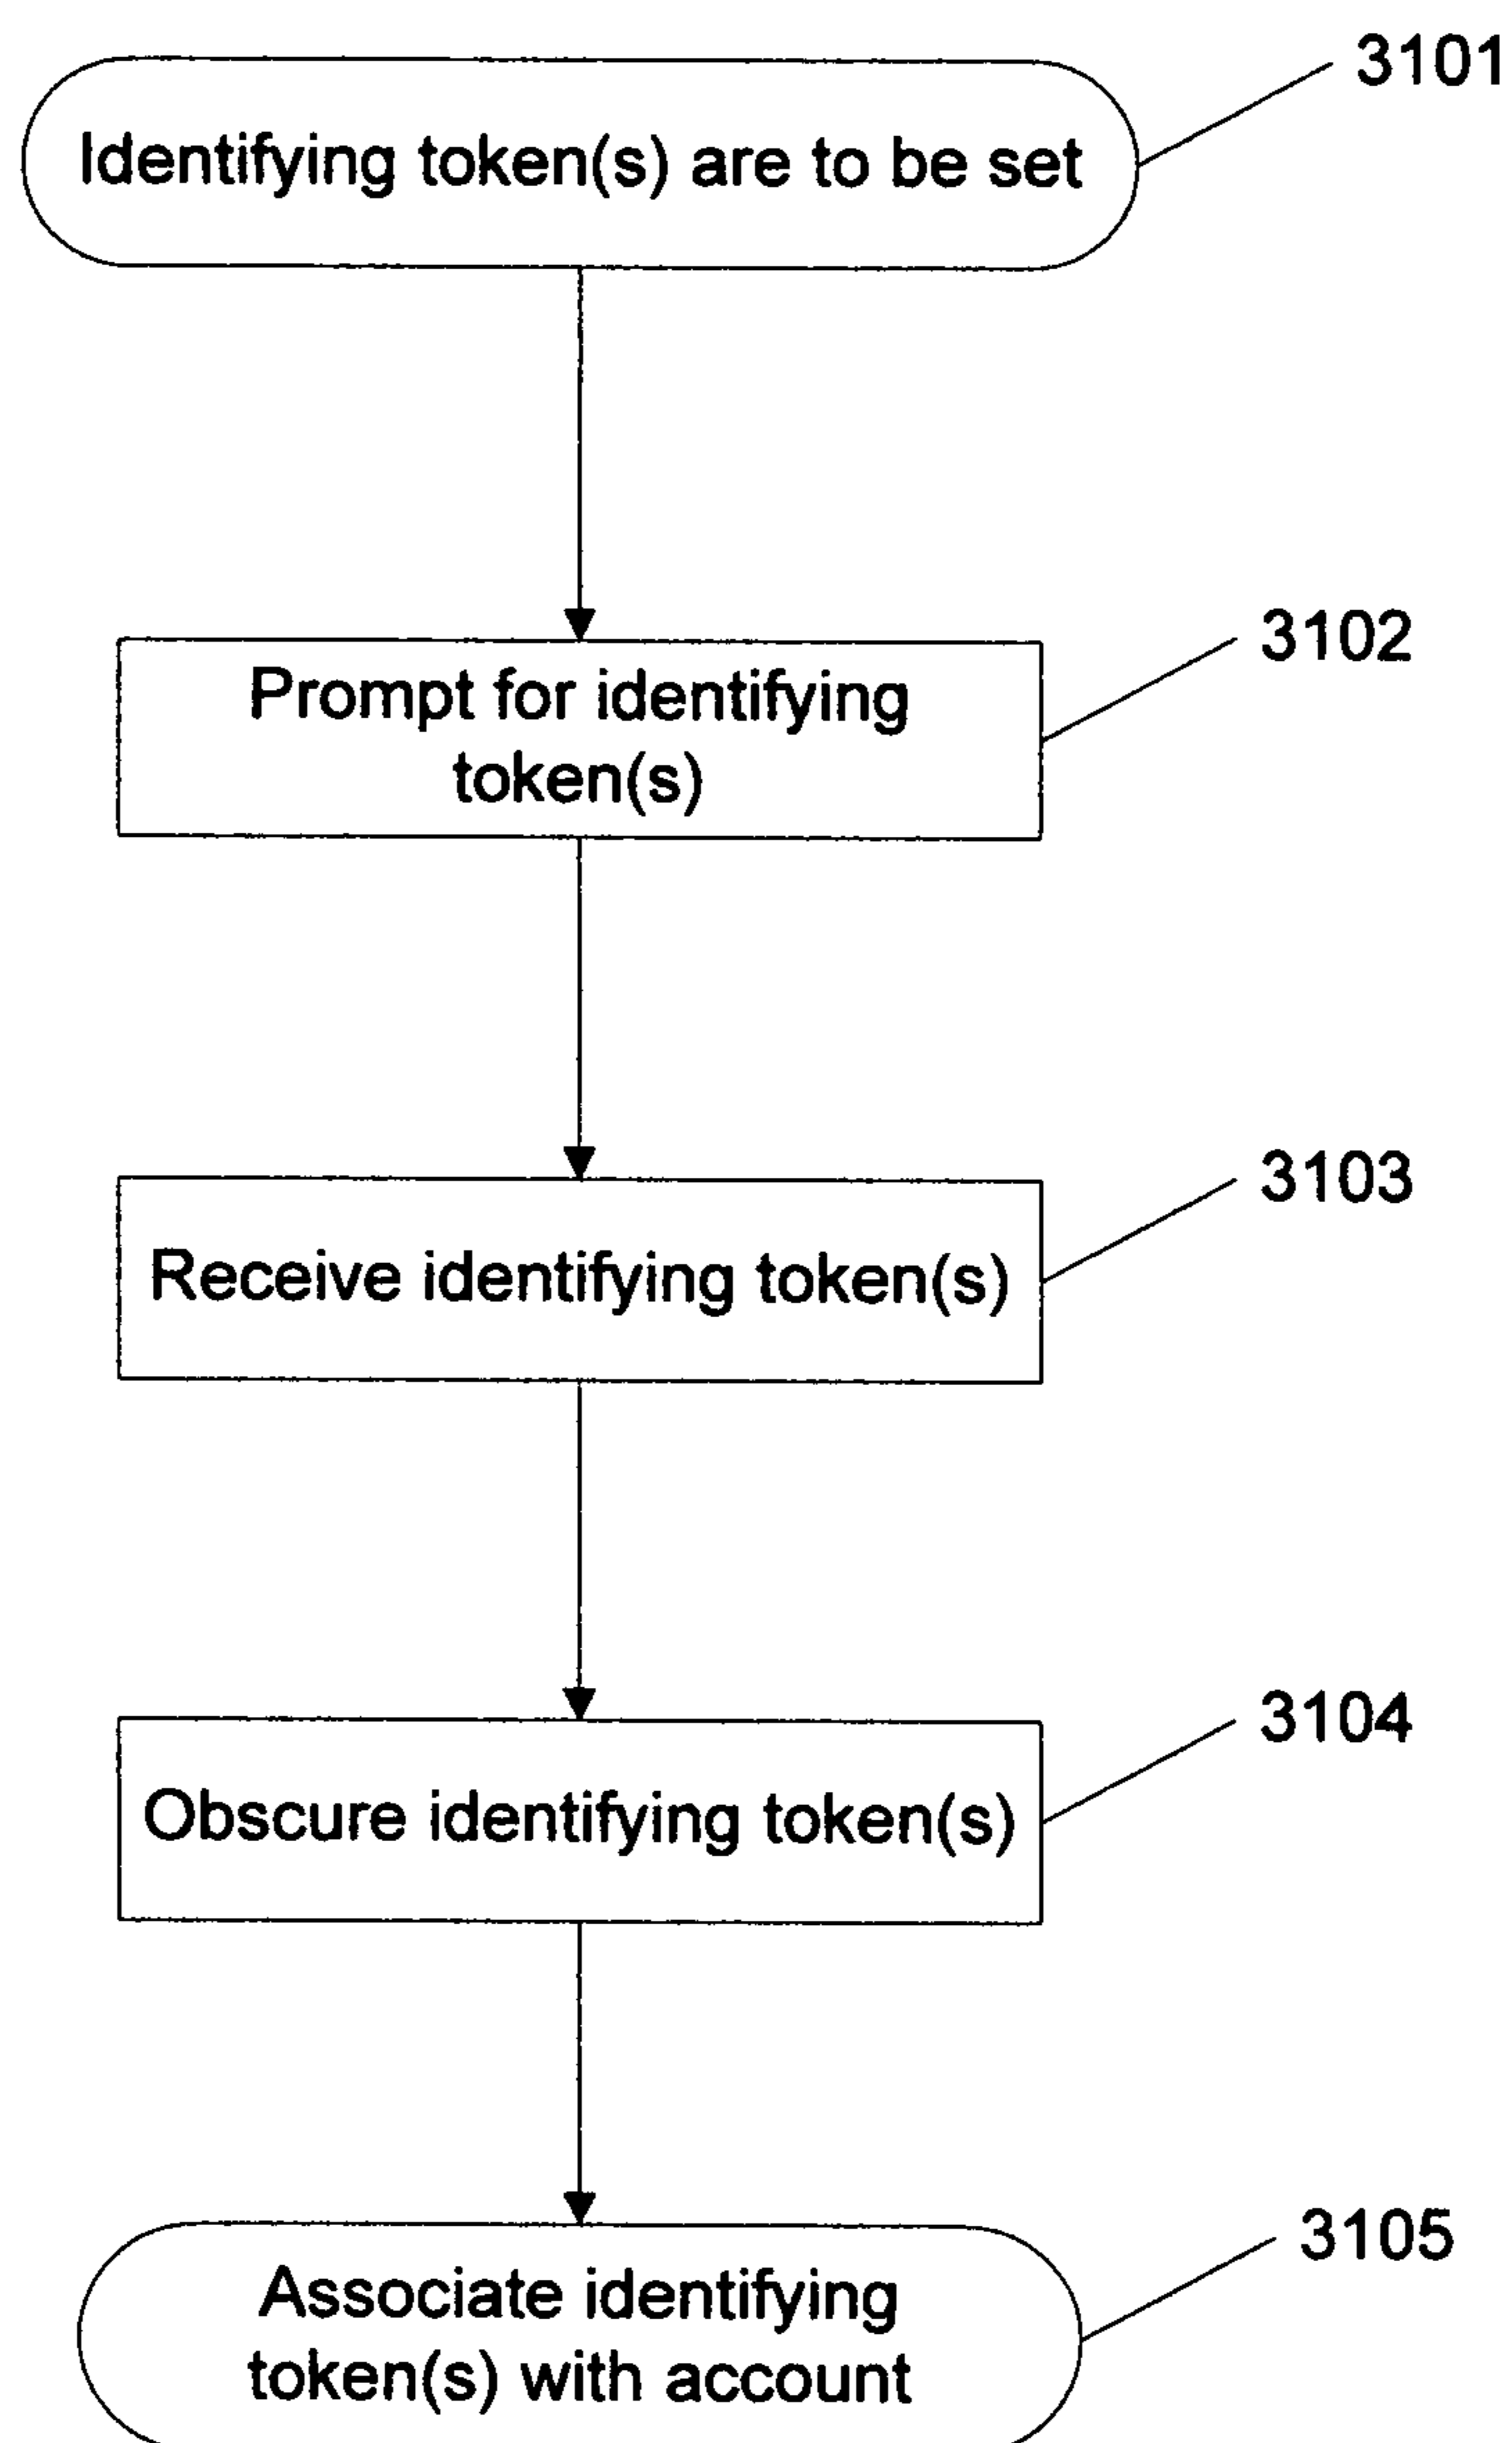 3101
Identifying token(s) are to be set
3102
Prompt for identifying
token(s)
3103
Receive identifying token(s)
3104
Obscure identifying token(s)
3105
Associate identifying
token(s) with account